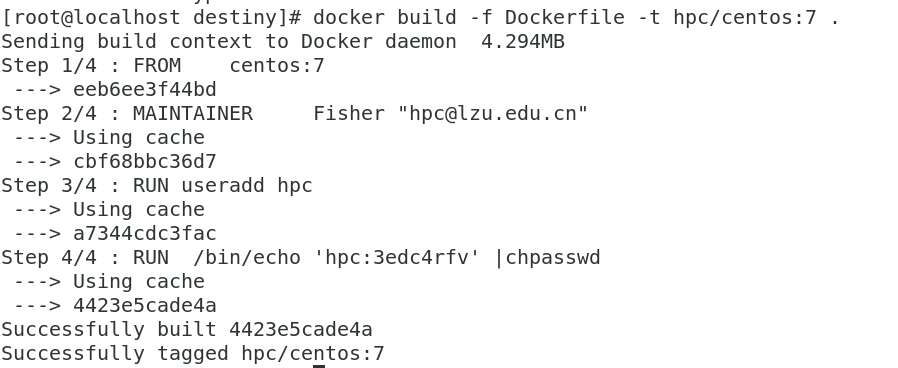 [root@localhost destiny]# docker build -f Dockerfile -t hpc/centos:7 .
Sending build context to Docker daemon  4.294MB
Step 1/4 : FROM    centos:7
 ---> eeb6ee3f44bd
Step 2/4 : MAINTAINER     Fisher "hpc@lzu.edu.cn"
 ---> Using cache
 ---> cbf68bbc36d7
Step 3/4 : RUN useradd hpc
 ---> Using cache
 ---> a7344cdc3fac
Step 4/4 : RUN  /bin/echo 'hpc:3edc4rfv' |chpasswd
 ---> Using cache
 ---> 4423e5cade4a
Successfully built 4423e5cade4a
Successfully tagged hpc/centos:7